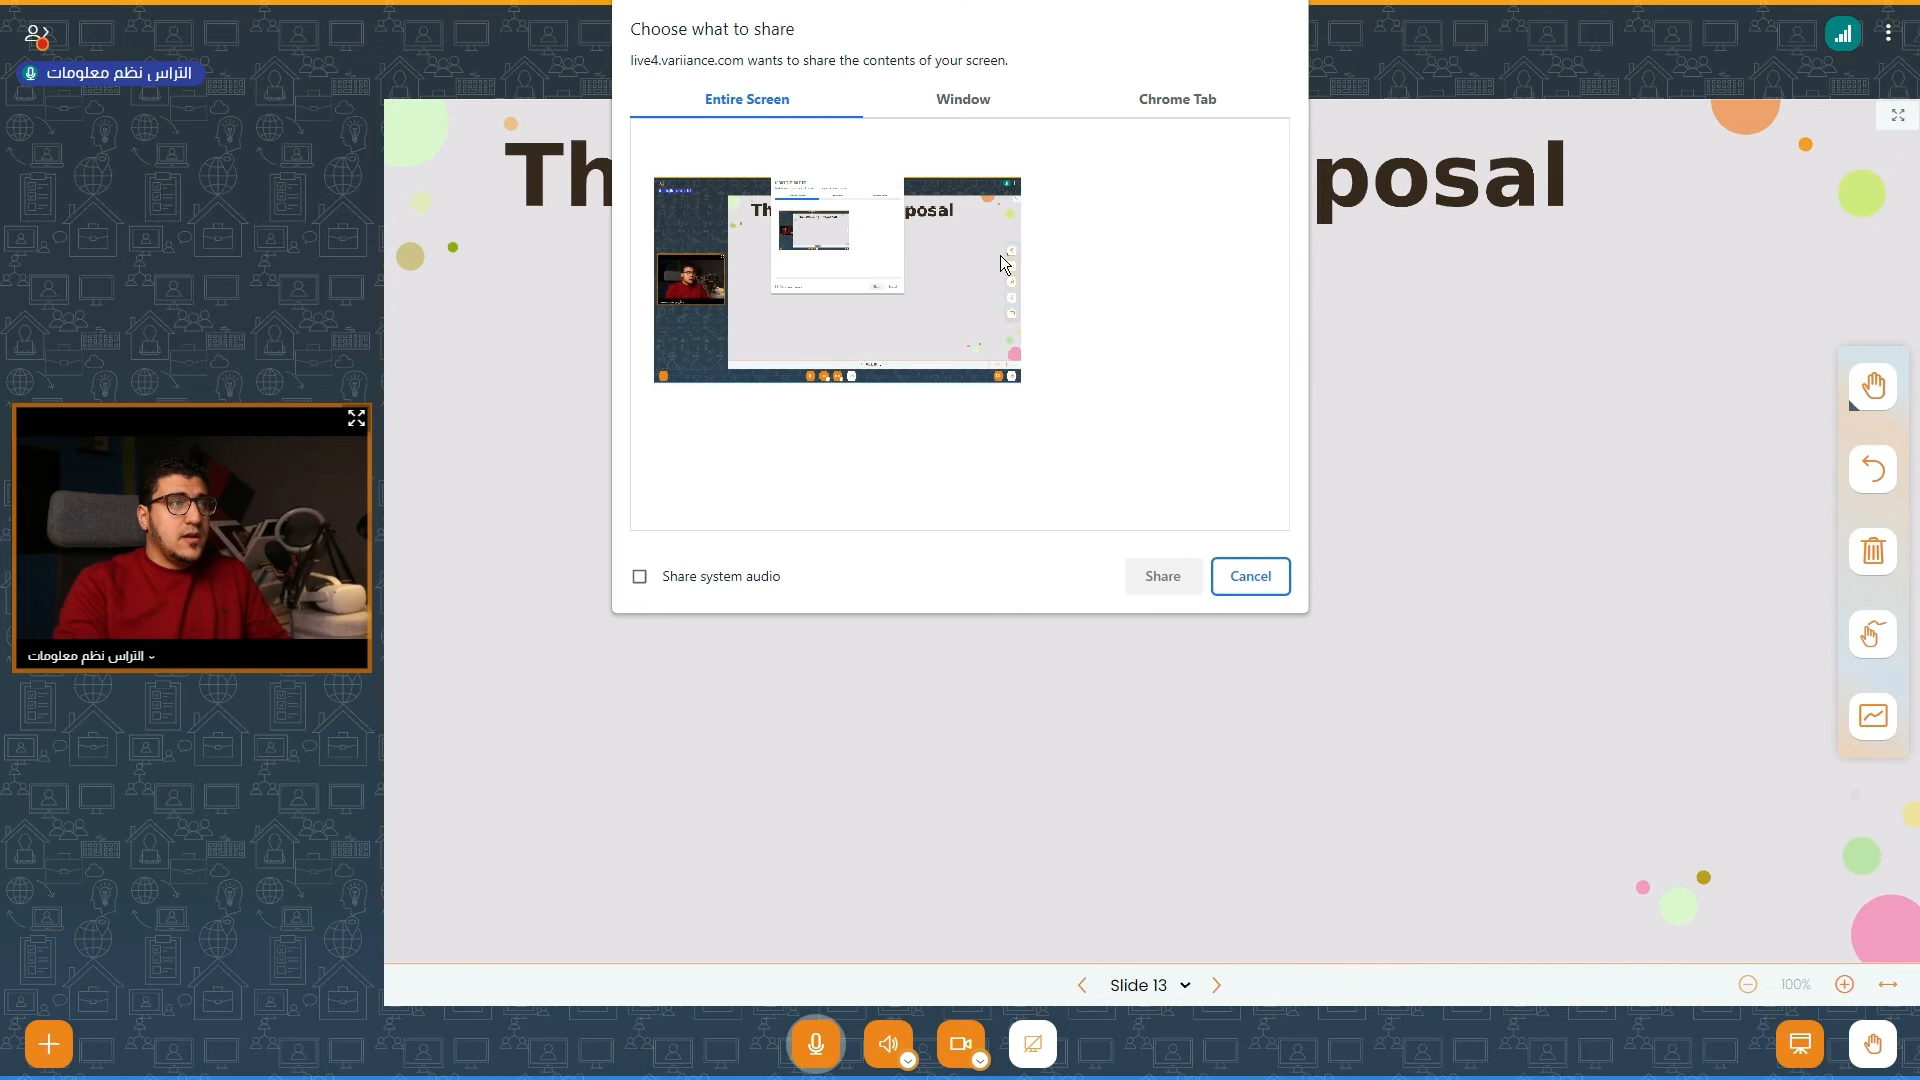 التراس نظم معلومات
Choose what to share
live4.variiance.com wants to share the contents of your screen.
Entire Screen
Window
Chrome Tab
Th
posal
Th
posal
Share system audio
Share
Cancel
التراس نظم معلومات
Slide 13
100%